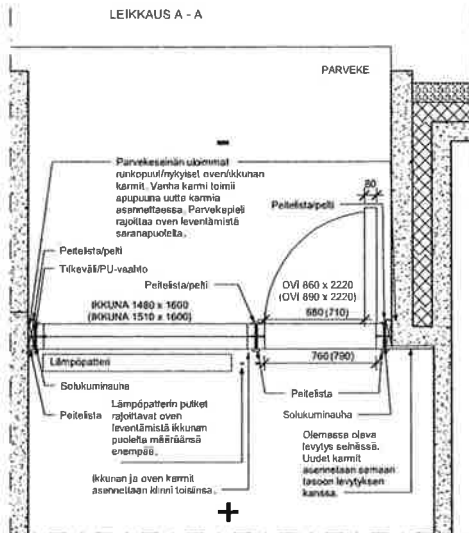 LEIKKAUS A - A
PARVEKE
Parvekeseinän uloimmat
runkopuut/nykyiset oven/ikkunan
karmit. Vanha karmi toimii
apupuuna uutta karmia
asennettaessa. Parvekepieli
rajoittaa oven leventämistä
saranapuolelta.
80
Peitelista/pelti
Peitelista/pelti
Tilkeväli/PU-vaahto
Peitelista/pelti
IKKUNA 1480 x 1600
(IKKUNA 1510 x 1600)
OVI 860 x 2220
(OVI 890 x 2220)
680 (710)
Lämpöpatteri
760 (790)
Solukuminauha
Peitelista
Peitelista
Solukuminauha
Lämpöpatterin putket
rajoittavat oven
leventämistä ikkunan
puolelta määräänsä
enempää.
Olemassa oleva
levytys seinässä.
Uudet karmit
asennetaan samaan
tasoon levytyksen
kanssa.
Ikkunan ja oven karmit
asennetaan kiinni toisiinsa.